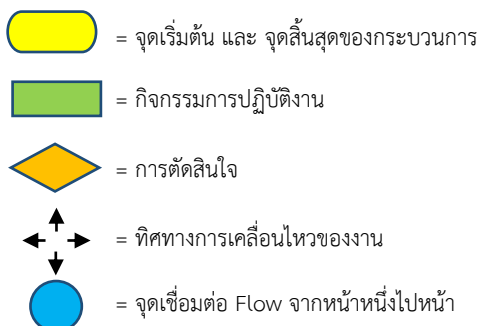 = จุดเริ่มต้น และ จุดสิ้นสุดของกระบวนการ
= กิจกรรมการปฏิบัติงาน
= การตัดสินใจ
= ทิศทางการเคลื่อนไหวของงาน
= จุดเชื่อมต่อ Flow จากหน้าหนึ่งไปหน้า